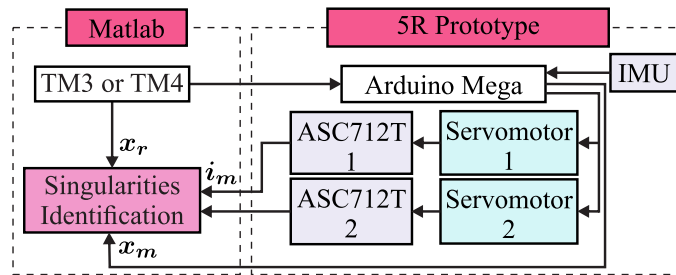 Matlab
5R Prototype
TM3 or TM4
Arduino Mega
IMU
x_r
i_m
ASC712T
1
Servomotor
1
Singularities
Identification
ASC712T
2
Servomotor
2
x_m